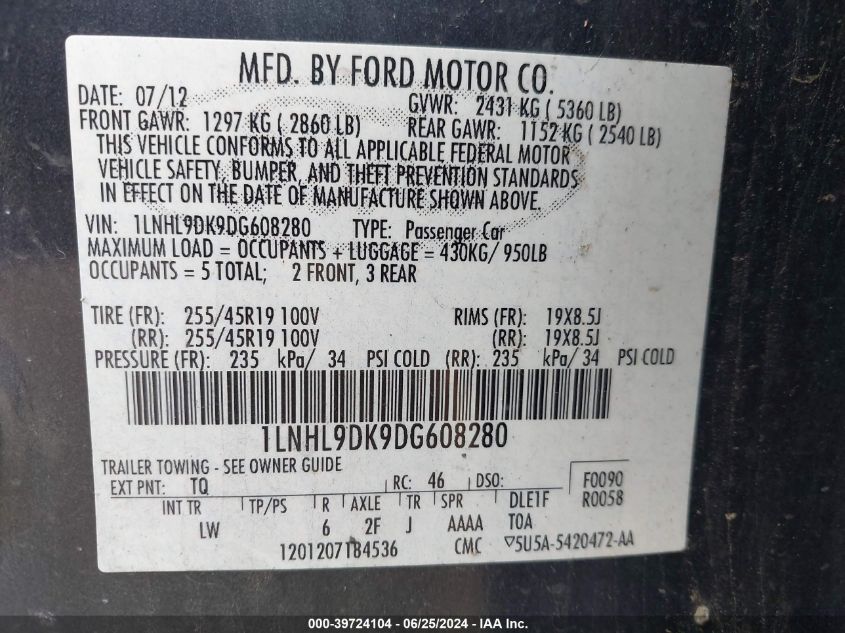 MFD. BY FORD MOTOR CO.
DATE: 07/12
GVWR: 2431 KG ( 5360 LB)
FRONT GAWR: 1297 KG ( 2860 LB)
REAR GAWR: 1152 KG ( 2540 LB)
THIS VEHICLE CONFORMS TO ALL APPLICABLE FEDERAL MOTOR
VEHICLE SAFETY, BUMPER, AND THEFT PREVENTION STANDARDS
IN EFFECT ON THE DATE OF MANUFACTURE SHOWN ABOVE.
VIN: 1LNHL9DK9DG608280 TYPE: Passenger Car
MAXIMUM LOAD = OCCUPANTS + LUGGAGE = 430KG/ 950LB
OCCUPANTS = 5 TOTAL; 2 FRONT, 3 REAR
TIRE (FR): 255/45R19 100V RIMS (FR): 19X8.5J
(RR): 255/45R19 100V (RR): 19X8.5J
PRESSURE (FR): 235 kPa/ 34 PSI COLD (RR): 235 kPa/ 34 PSI COLD
1LNHL9DK9DG608280
TRAILER TOWING - SEE OWNER GUIDE
EXT PNT: TQ RC: 46 DSO: F0090
INT TR TP/PS R AXLE TR SPR DLE1F R0058
LW 6 2F J AAAA T0A
1201207184536 CMC 5U5A-5420472-AA
000-39724104 - 06/25/2024 - IAA, Inc.